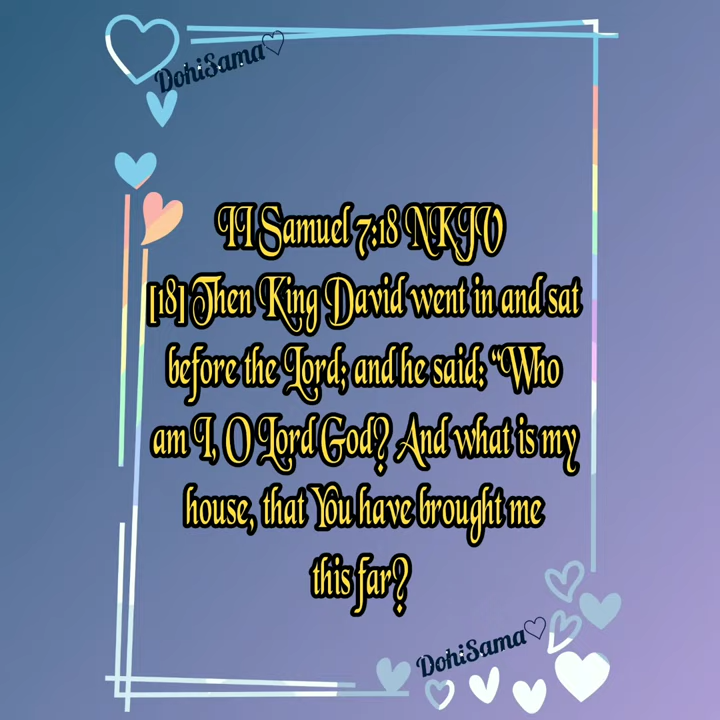 DohiSama♡
II Samuel 7:18 NKJV
[18] Then King David went in and sat
before the Lord; and he said: “Who
am I, O Lord God? And what is my
house, that You have brought me
this far?
DohiSama♡